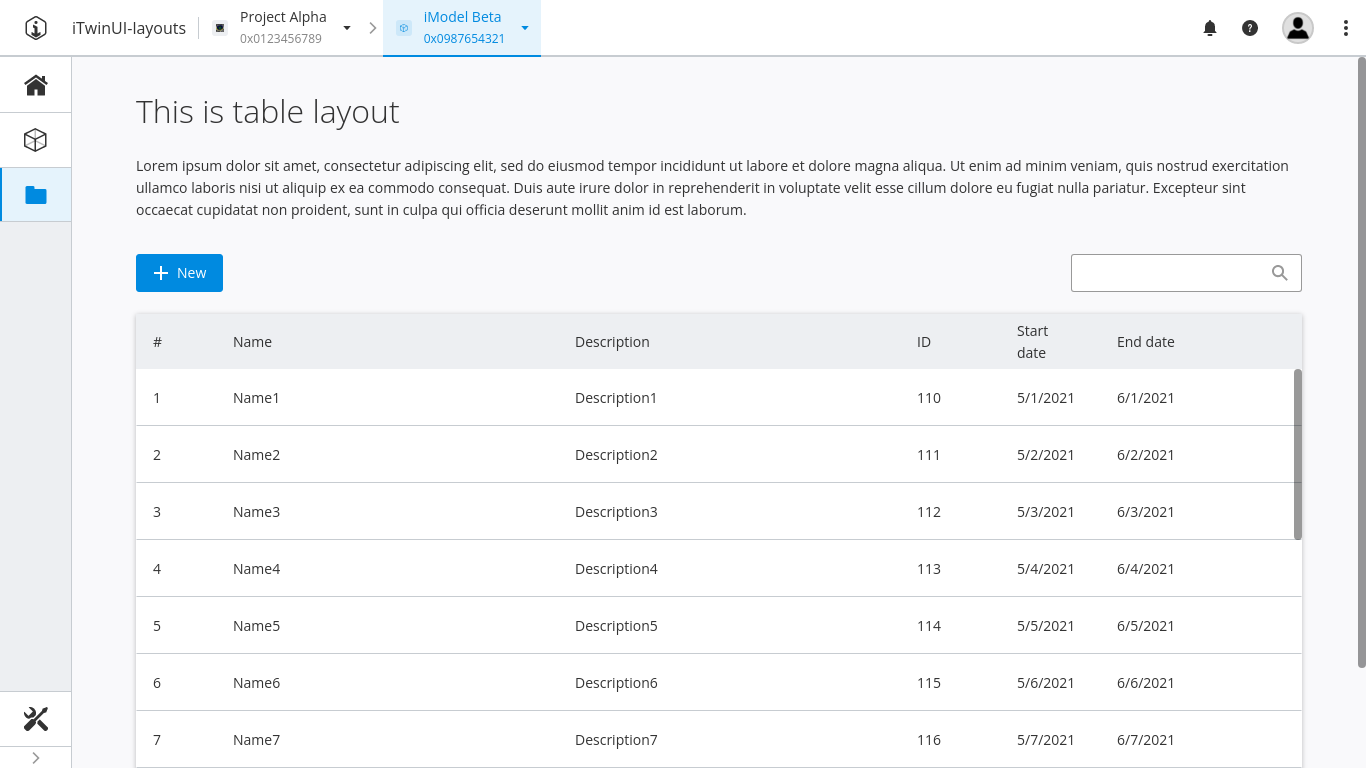 iTwinUI-layouts
Project Alpha
0x0123456789
iModel Beta
0x0987654321
This is table layout
Lorem ipsum dolor sit amet, consectetur adipiscing elit, sed do eiusmod tempor incididunt ut labore et dolore magna aliqua. Ut enim ad minim veniam, quis nostrud exercitation
ullamco laboris nisi ut aliquip ex ea commodo consequat. Duis aute irure dolor in reprehenderit in voluptate velit esse cillum dolore eu fugiat nulla pariatur. Excepteur sint
occaecat cupidatat non proident, sunt in culpa qui officia deserunt mollit anim id est laborum.
New
# Name Description ID Start date End date
1 Name1 Description1 110 5/1/2021 6/1/2021
2 Name2 Description2 111 5/2/2021 6/2/2021
3 Name3 Description3 112 5/3/2021 6/3/2021
4 Name4 Description4 113 5/4/2021 6/4/2021
5 Name5 Description5 114 5/5/2021 6/5/2021
6 Name6 Description6 115 5/6/2021 6/6/2021
7 Name7 Description7 116 5/7/2021 6/7/2021